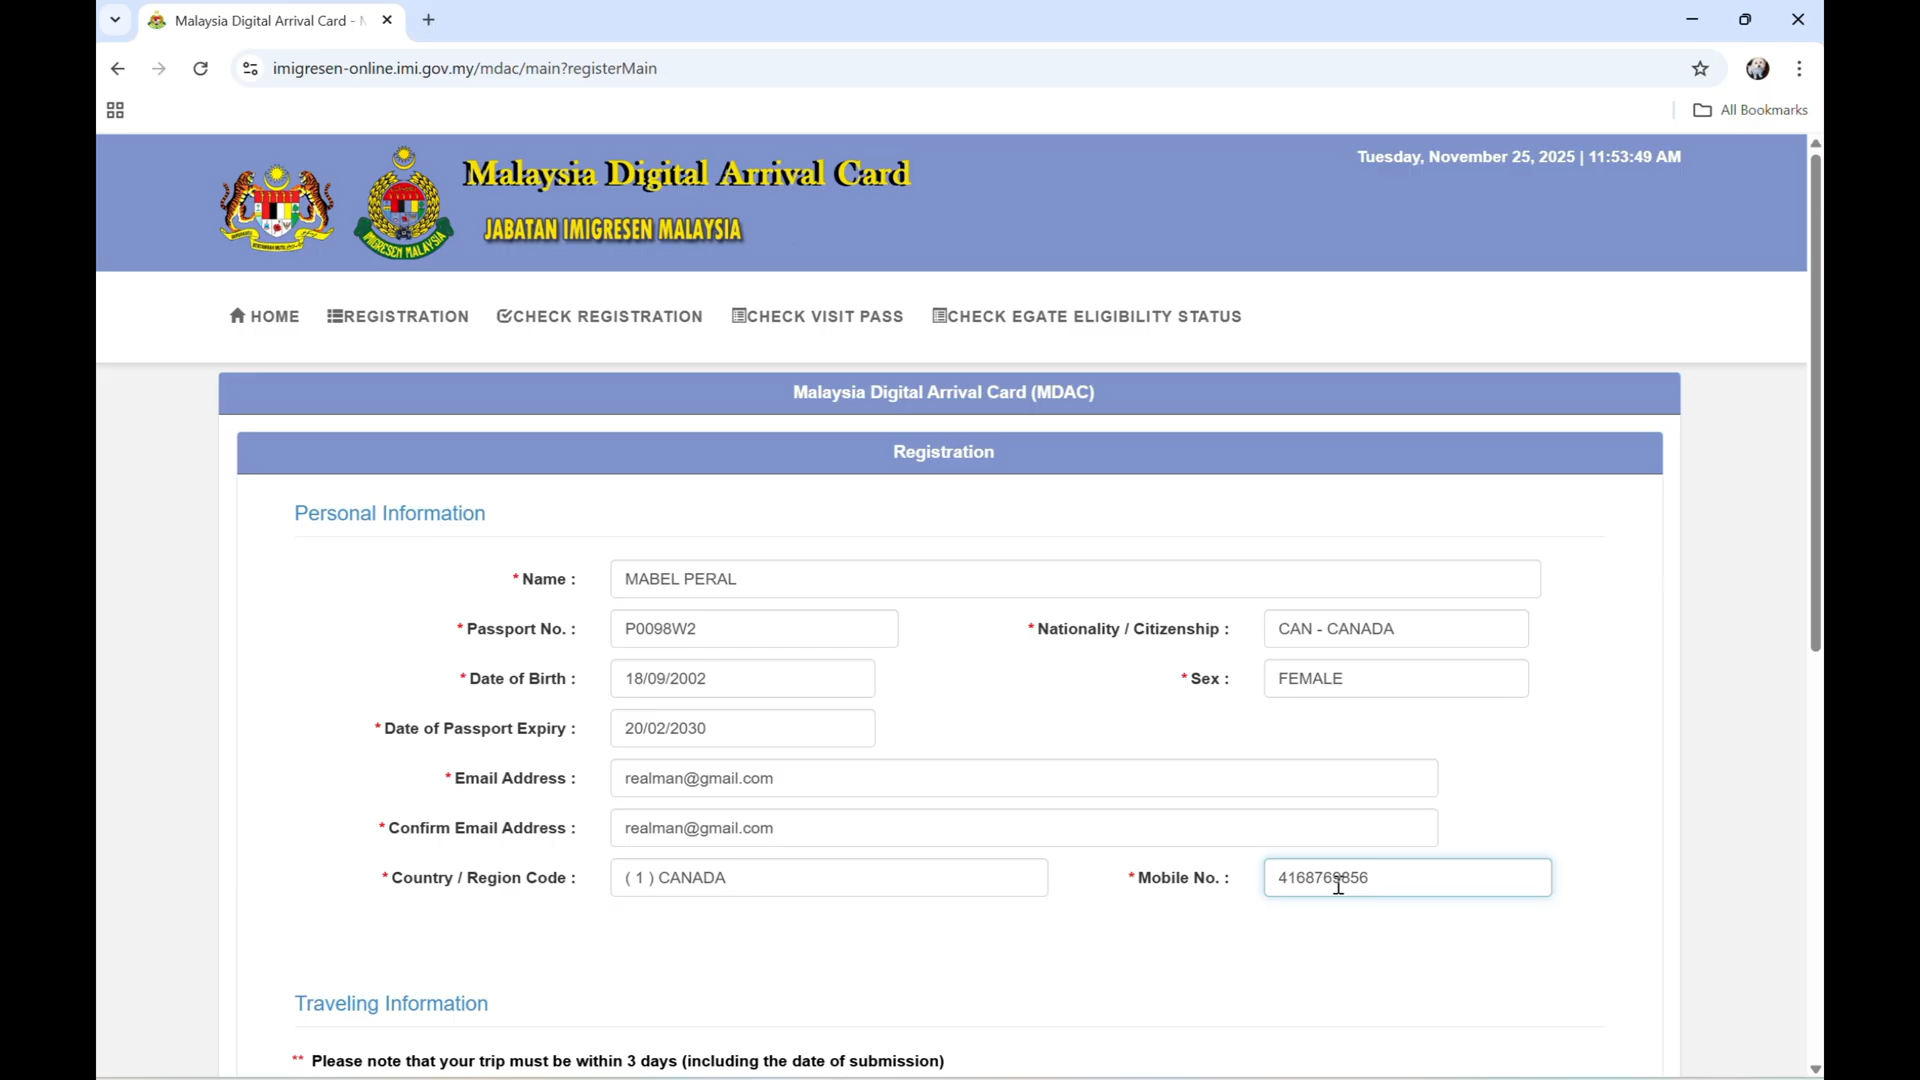 Malaysia Digital Arrival Card -
imigresen-online.imi.gov.my/mdac/main?registerMain
All Bookmarks
Malaysia Digital Arrival Card
JABATAN IMIGRESEN MALAYSIA
Tuesday, November 25, 2025 | 11:53:49 AM
HOME REGISTRATION CHECK REGISTRATION CHECK VISIT PASS CHECK EGATE ELIGIBILITY STATUS
Malaysia Digital Arrival Card (MDAC)
Registration
Personal Information
* Name : MABEL PERAL
* Passport No. : P0098W2 * Nationality / Citizenship : CAN - CANADA
* Date of Birth : 18/09/2002 * Sex : FEMALE
* Date of Passport Expiry : 20/02/2030
* Email Address : realman@gmail.com
* Confirm Email Address : realman@gmail.com
* Country / Region Code : ( 1 ) CANADA * Mobile No. :
Traveling Information
** Please note that your trip must be within 3 days (including the date of submission)